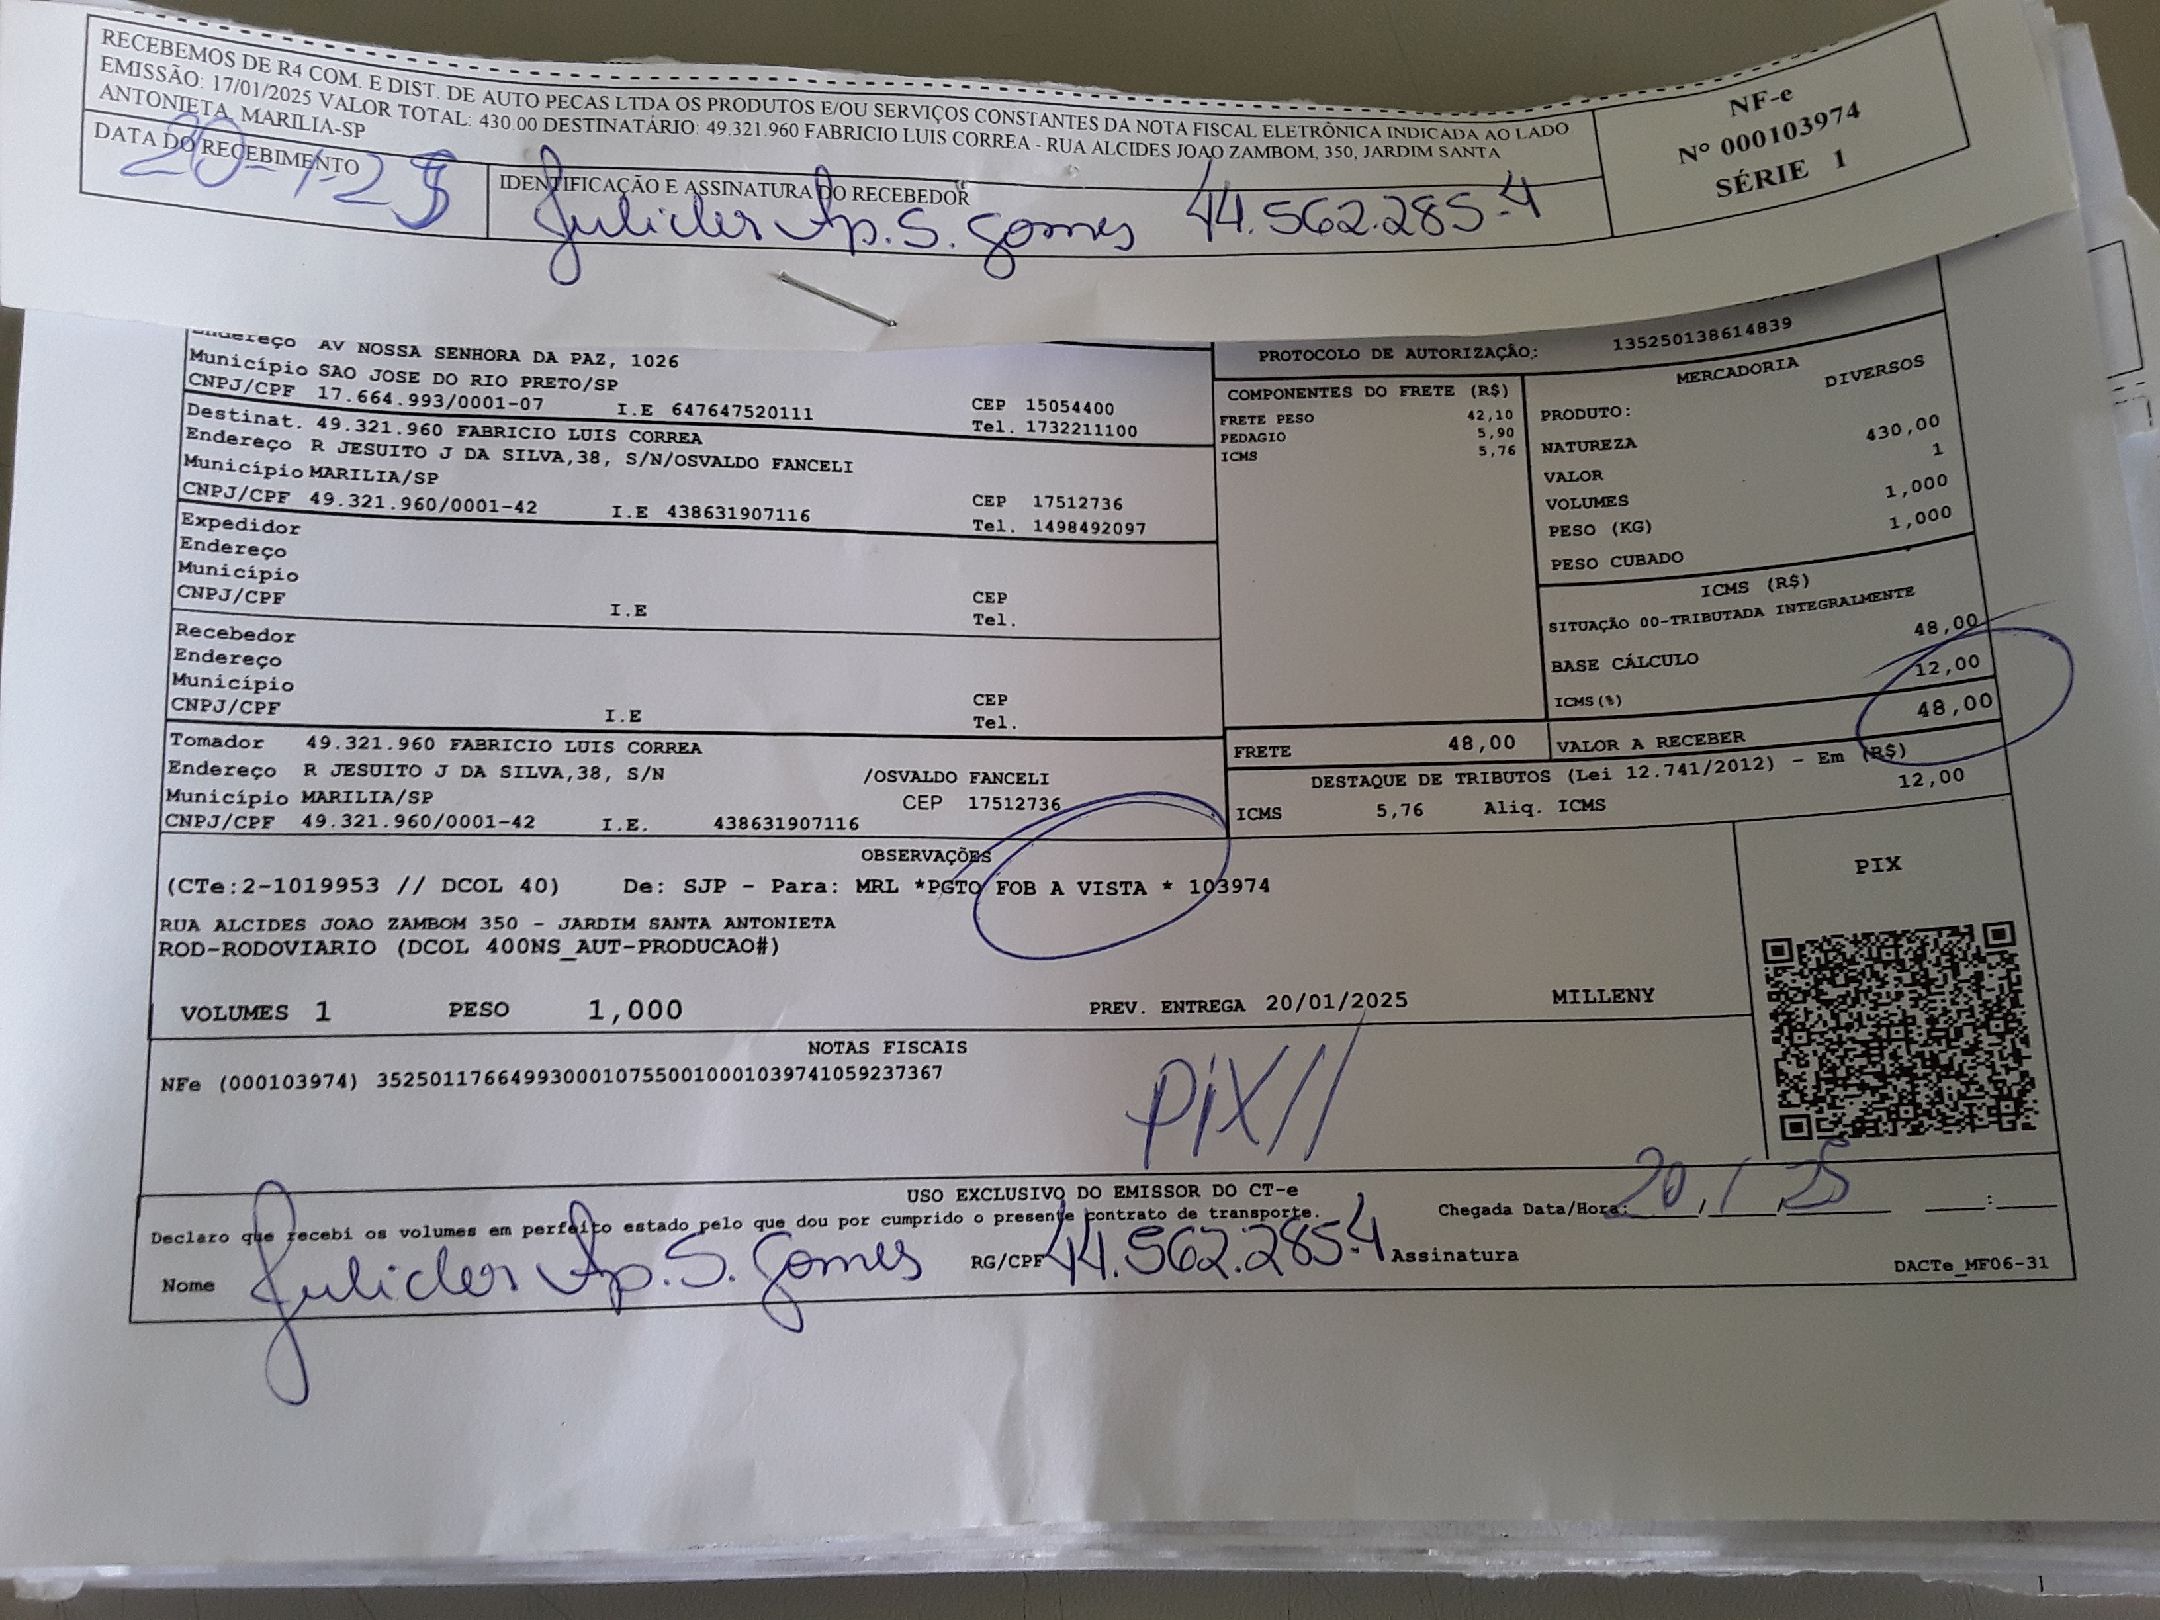 RECEBEMOS DE R4 COM. E DIST. DE AUTO PECAS LTDA OS PRODUTOS E/OU SERVIÇOS CONSTANTES DA NOTA FISCAL ELETRÔNICA INDICADA AO LADO
EMISSÃO: 17/01/2025 VALOR TOTAL: 430.00 DESTINATÁRIO: 49.321.960 FABRICIO LUIS CORREA - RUA ALCIDES JOAO ZAMBOM, 350, JARDIM SANTA
ANTONIETA, MARILIA-SP
NF-e
Nº 000103974
SÉRIE 1
DATA DO RECEBIMENTO
20-1-25
IDENTIFICAÇÃO E ASSINATURA DO RECEBEDOR
Ap. S. Gomes 44.562.285-4
Endereço AV NOSSA SENHORA DA PAZ, 1026
Município SAO JOSE DO RIO PRETO/SP
CEP 15054400
CNPJ/CPF 17.664.993/0001-07 I.E 647647520111 Tel. 1732211100
Destinat. 49.321.960 FABRICIO LUIS CORREA
Endereço R JESUITO J DA SILVA,38, S/N/OSVALDO FANCELI
Município MARILIA/SP CEP 17512736
CNPJ/CPF 49.321.960/0001-42 I.E 438631907116 Tel. 1498492097
Expedidor
Endereço
Município CEP
CNPJ/CPF I.E Tel.
Recebedor
Endereço
Município CEP
CNPJ/CPF I.E Tel.
Tomador 49.321.960 FABRICIO LUIS CORREA
Endereço R JESUITO J DA SILVA,38, S/N /OSVALDO FANCELI
Município MARILIA/SP CEP 17512736
CNPJ/CPF 49.321.960/0001-42 I.E. 438631907116
PROTOCOLO DE AUTORIZAÇÃO: 135250138614839
COMPONENTES DO FRETE (R$)
FRETE PESO 42,10
PEDAGIO 5,90
ICMS 5,76
MERCADORIA
PRODUTO: DIVERSOS
NATUREZA
VALOR 430,00
VOLUMES 1
PESO (KG) 1,000
PESO CUBADO 1,000
ICMS (R$)
SITUAÇÃO 00-TRIBUTADA INTEGRALMENTE
BASE CÁLCULO 48,00
ICMS(%) 12,00
FRETE 48,00
VALOR A RECEBER 48,00
DESTAQUE DE TRIBUTOS (Lei 12.741/2012) - Em (R$)
ICMS 5,76 Aliq. ICMS 12,00
OBSERVAÇÕES
(CTe:2-1019953 // DCOL 40) De: SJP - Para: MRL *PGTO FOB A VISTA * 103974
RUA ALCIDES JOAO ZAMBOM 350 - JARDIM SANTA ANTONIETA
ROD-RODOVIARIO (DCOL 400NS_AUT-PRODUCAO#)
PIX
VOLUMES 1 PESO 1,000 PREV. ENTREGA 20/01/2025 MILLENY
NOTAS FISCAIS
NFe (000103974) 35250117664993000107550010001039741059237367
PIX //
USO EXCLUSIVO DO EMISSOR DO CT-e
Declaro que recebi os volumes em perfeito estado pelo que dou por cumprido o presente contrato de transporte.
Chegada Data/Hora: 20/1/25 :
Nome Ap. S. Gomes RG/CPF 44.562.285-4 Assinatura
DACTe_MF06-31
1